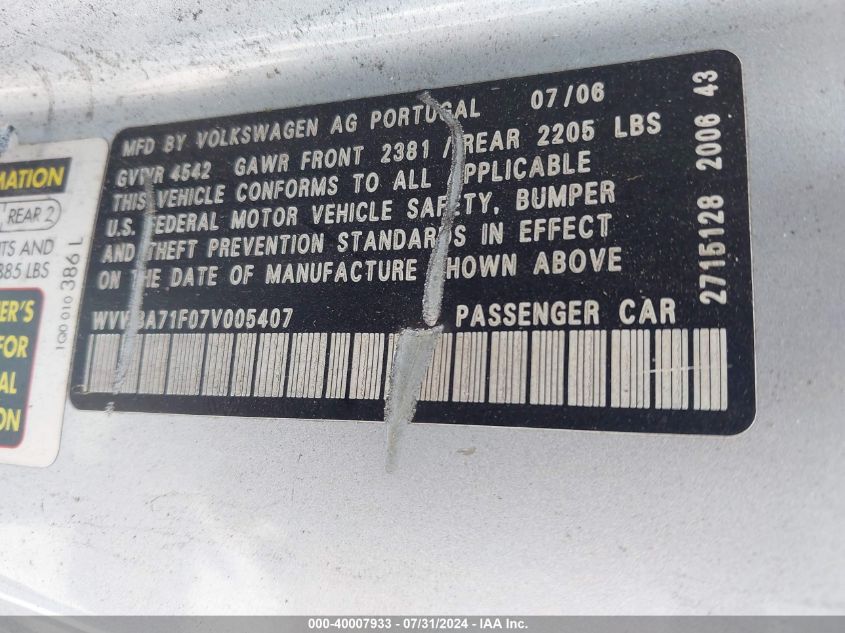 MATION
REAR 2
TS AND
385 LBS
ER'S
FOR
AL
ON
1Q0 010 386 L
MFD BY VOLKSWAGEN AG PORTUGAL 07/06
4542 GAWR FRONT 2381 / REAR 2205 LBS
THIS VEHICLE CONFORMS TO ALL APPLICABLE
U.S. FEDERAL MOTOR VEHICLE SAFETY, BUMPER
AND THEFT PREVENTION STANDARDS IN EFFECT
ON THE DATE OF MANUFACTURE SHOWN ABOVE
PASSENGER CAR
2715128 2006 43
000-40007933 - 07/31/2024 - IAA Inc.